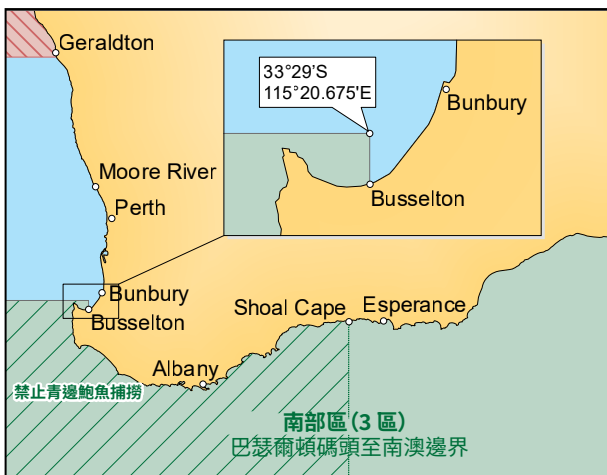 Geraldton
33°29'S
115°20.675'E
Bunbury
Moore River
Busselton
Perth
Bunbury
Shoal Cape
Esperance
Busselton
Albany
禁止青邊鮑魚捕撈
南部區（3 區）
巴瑟爾頓碼頭至南澳邊界